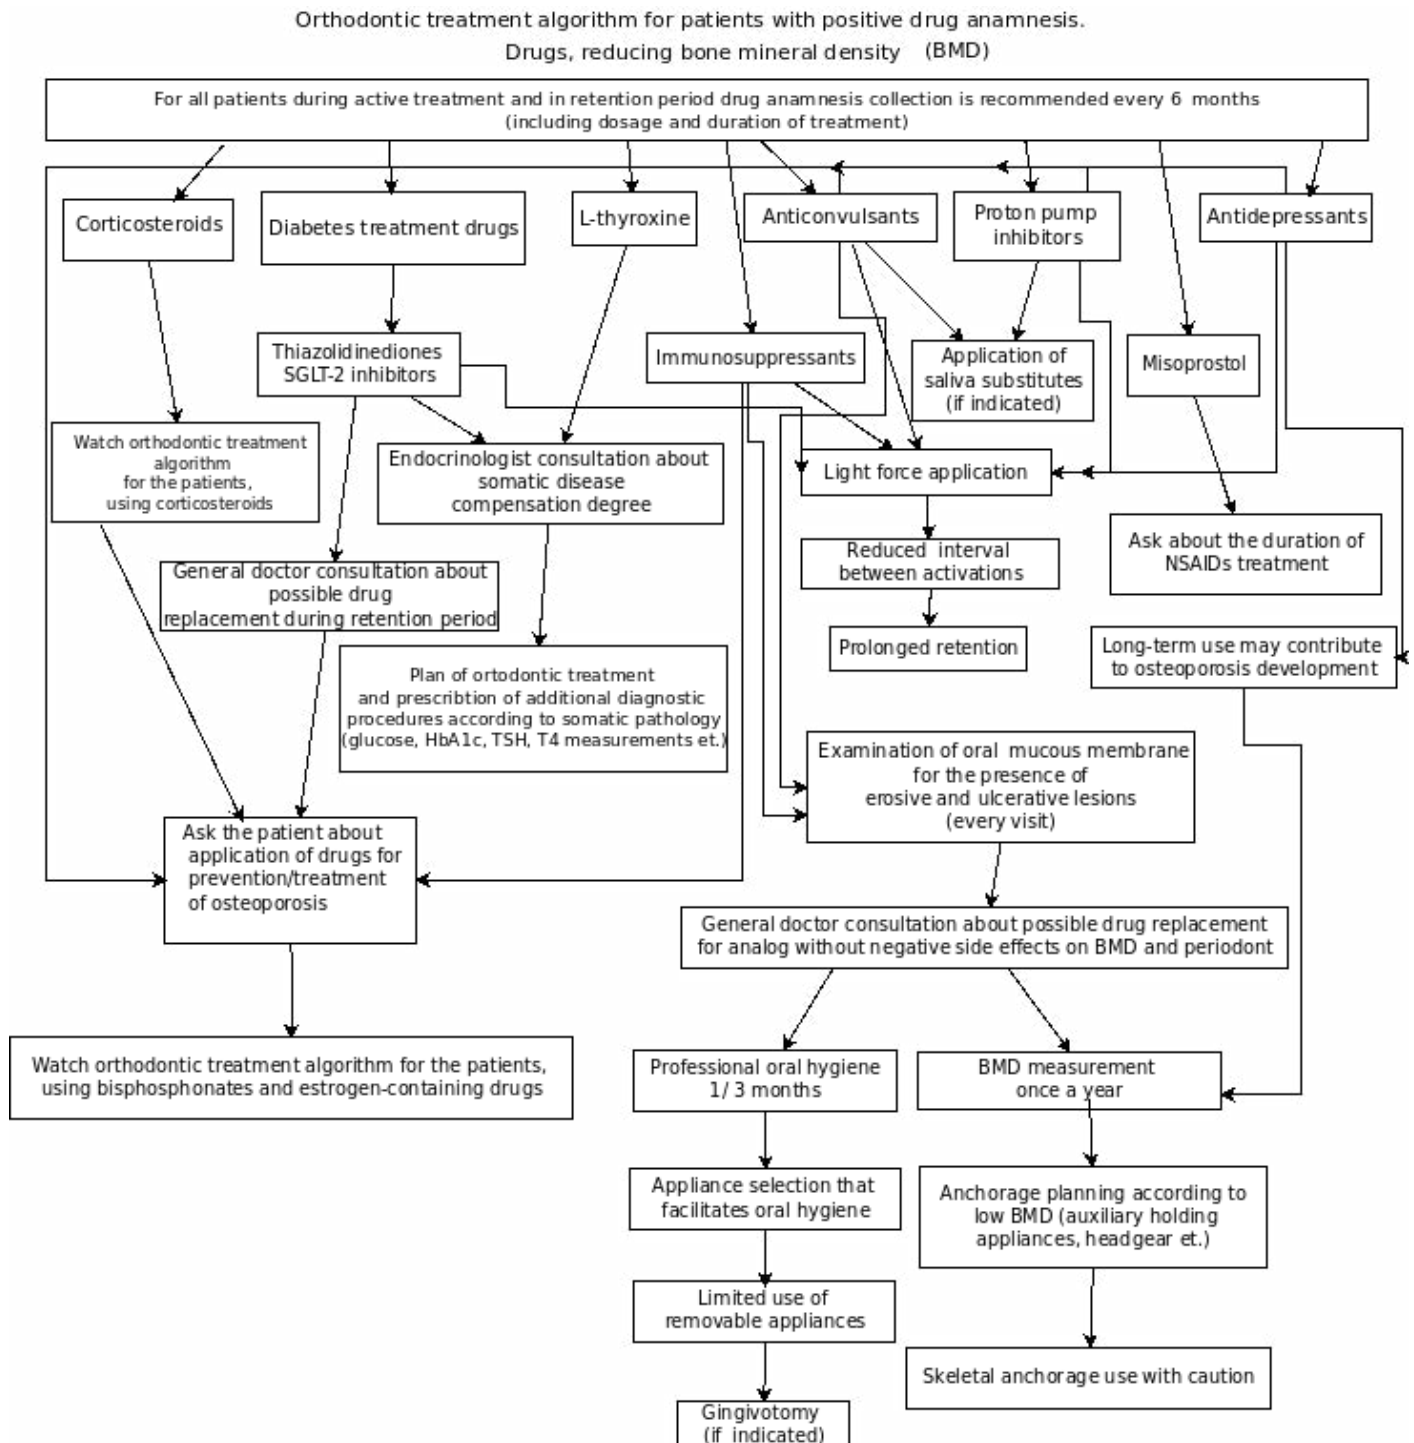 Orthodontic treatment algorithm for patients with positive drug anamnesis.
Drugs, reducing bone mineral density (BMD)
For all patients during active treatment and in retention period drug anamnesis collection is recommended every 6 months
(including dosage and duration of treatment)
Corticosteroids
Diabetes treatment drugs
L-thyroxine
Anticonvulsants
Proton pump
inhibitors
Antidepressants
Thiazolidinediones
SGLT-2 inhibitors
Immunosuppressants
Application of
saliva substitutes
(if indicated)
Misoprostol
Watch orthodontic treatment
algorithm
for the patients,
using corticosteroids
Endocrinologist consultation about
somatic disease
compensation degree
Light force application
Ask about the duration of
NSAIDs treatment
General doctor consultation about
possible drug
replacement during retention period
Reduced interval
between activations
Prolonged retention
Long-term use may contribute
to osteoporosis development
Plan of ortodontic treatment
and prescribtion of additional diagnostic
procedures according to somatic pathology
(glucose, HbA1c, TSH, T4 measurements et.)
Examination of oral mucous membrane
for the presence of
erosive and ulcerative lesions
(every visit)
Ask the patient about
application of drugs for
prevention/treatment
of osteoporosis
General doctor consultation about possible drug replacement
for analog without negative side effects on BMD and periodont
Watch orthodontic treatment algorithm for the patients,
using bisphosphonates and estrogen-containing drugs
Professional oral hygiene
1/ 3 months
BMD measurement
once a year
Appliance selection that
facilitates oral hygiene
Anchorage planning according to
low BMD (auxiliary holding
appliances, headgear et.)
Limited use of
removable appliances
Skeletal anchorage use with caution
Gingivotomy
(if indicated)